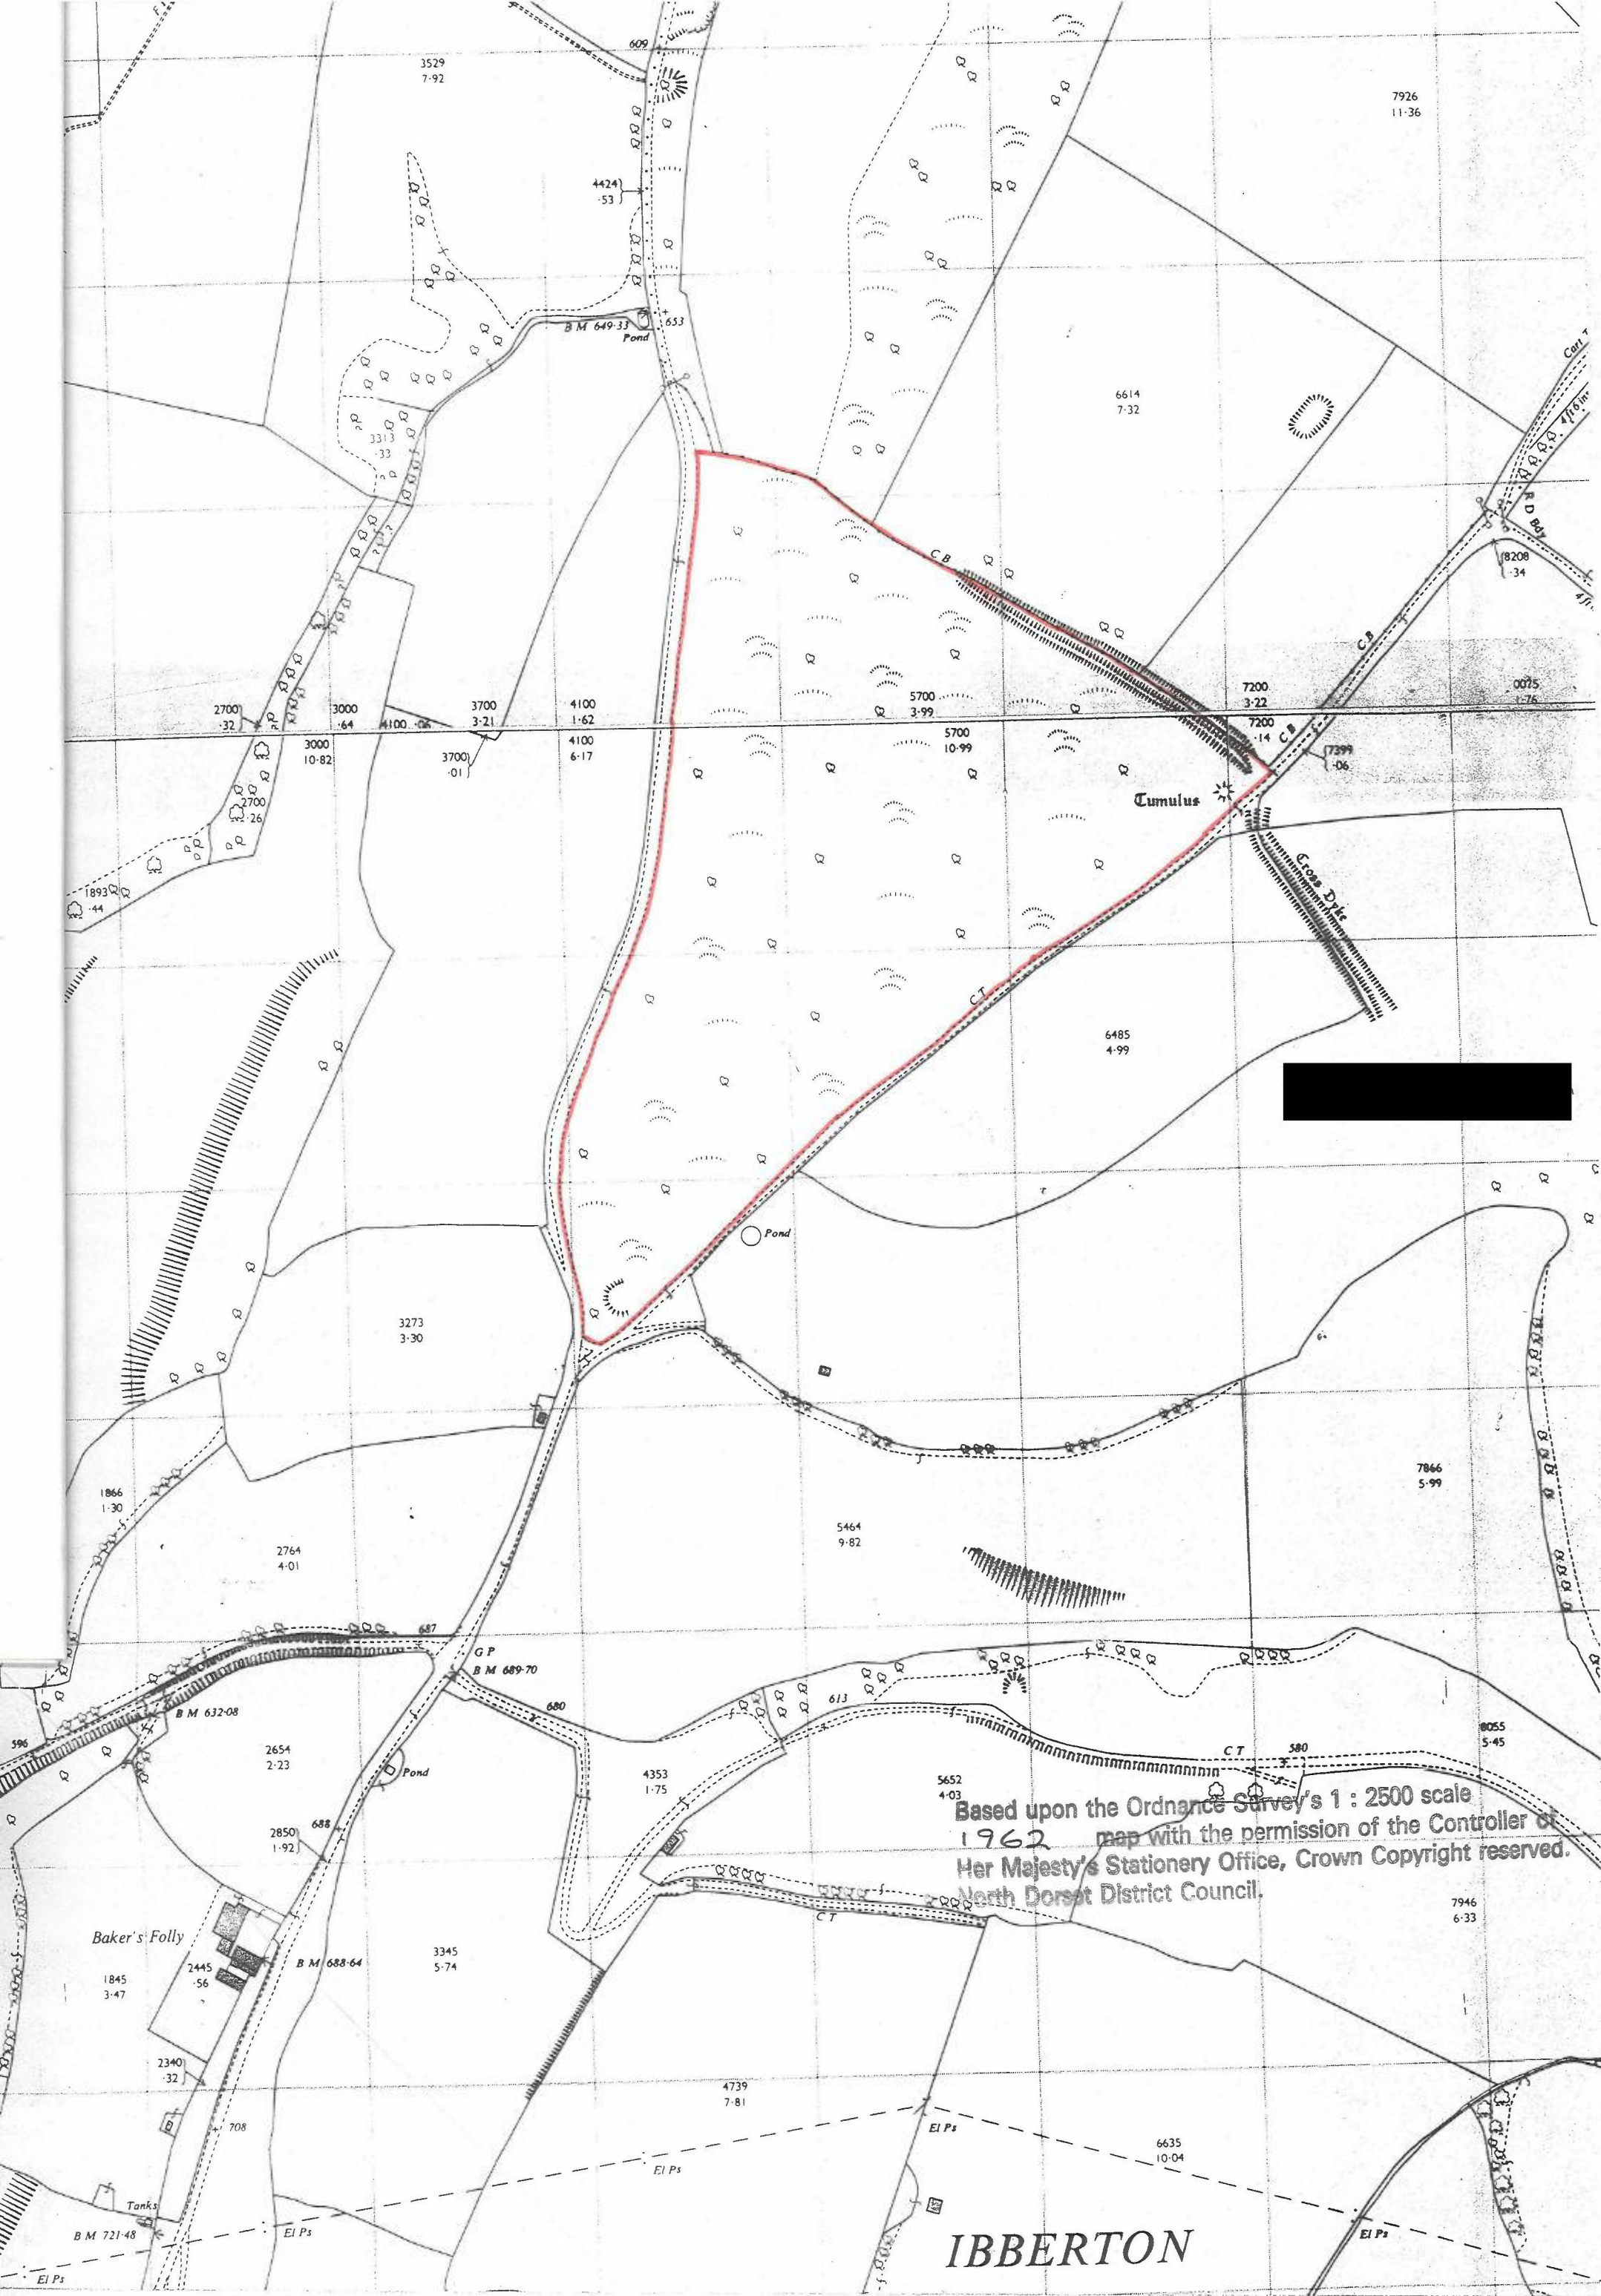 609
3529
7·92
7926
11·36
4424
·53
B M 649·33
653
Pond
Cart T
6614
7·32
3313
·33
R D Bdy
C B
8208
·34
C B
2700
·32
3000
·64
4100 ·06
3700
3·21
4100
1·62
5700
3·99
7200
3·22
0075
1·76
3000
10·82
3700
·01
4100
6·17
5700
10·99
7200
·14
C B
7399
·06
2700
·26
Tumulus
Cross Dyke
1893
·44
C T
6485
4·99
Pond
3273
3·30
1866
1·30
2764
4·01
5464
9·82
7866
5·99
687
G P
B M 689·70
680
613
B M 632·08
596
2654
2·23
Pond
4353
1·75
C T
580
8055
5·45
5652
4·03
688
2850
1·92
Based upon the Ordnance Survey's 1 : 2500 scale
1962 map with the permission of the Controller of
Her Majesty's Stationery Office, Crown Copyright reserved.
North Dorset District Council.
C T
7946
6·33
Baker's Folly
1845
3·47
2445
·56
B M 688·64
3345
5·74
2340
·32
708
4739
7·81
El Ps
6635
10·04
El Ps
Tanks
B M 721·48
El Ps
El Ps
El Ps
IBBERTON